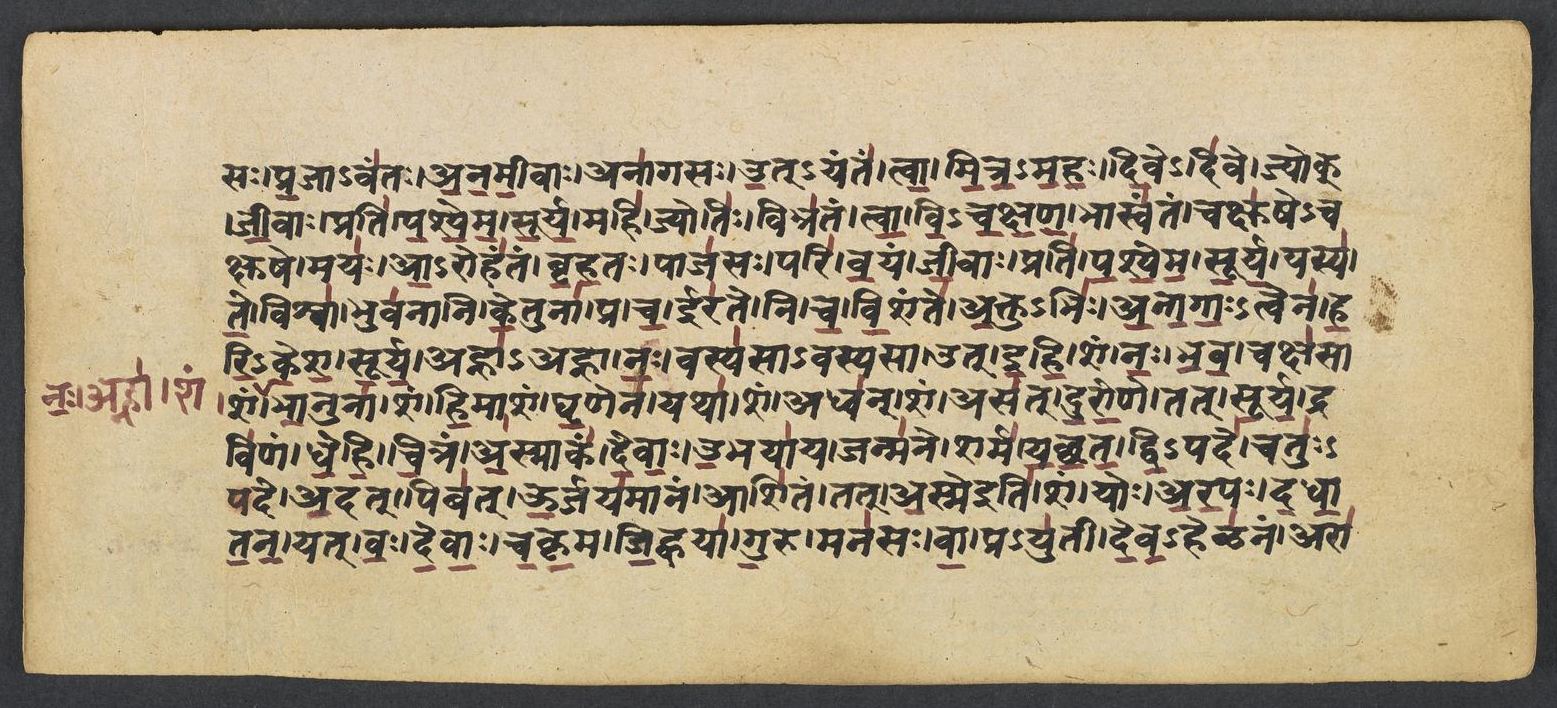 सः।प्रजाऽवंतः।अनमीवाः।अनागसः।उत्ऽयंतं।त्वा।मित्रऽमहः।दिवेऽदिवे।ज्योक्
।जीवाः।प्रति।पश्येम।सूर्य।महि।ज्योतिः।विभ्रतं।त्वा।विऽचक्षण।भास्वंतं।चक्षुषेऽच
क्षुषे।मयः।आऽरोहंतं।बृहतः।पाजसः।परि।वयं।जीवाः।प्रति।पश्येम।सूर्य।यस्य।
ते।विश्वा।भुवनानि।केतुना।प्र।च।ईरते।नि।च।विशंते।अक्तुऽभिः।अनागाःऽत्वेन।ह
रिऽकेश।सूर्य।अह्नाऽअह्ना।नः।वस्यसाऽवस्यसा।उत्।इहि।शं।नः।भव।चक्षसा
नः।अह्ना।शं।
शं।भानुना।शं।हिमा।शं।घृणेन।यथा।शं।अध्वन्।शं।असत्।दुरोणे।तत्।सूर्य।द्र
विणं।धेहि।चित्रं।अस्माकं।देवाः।उभयाय।जन्मने।शर्म।यच्छत।द्विऽपदे।चतुःऽ
पदे।अदत्।पिबत्।ऊर्जयमानं।आशितं।तत्।अस्मेइति।शं।योः।अरपः।दधा
तन।यत्।वः।देवाः।चकृम।जिह्वया।गुरु।मनसः।वा।प्रऽयुती।देवऽहेळनं।अरा